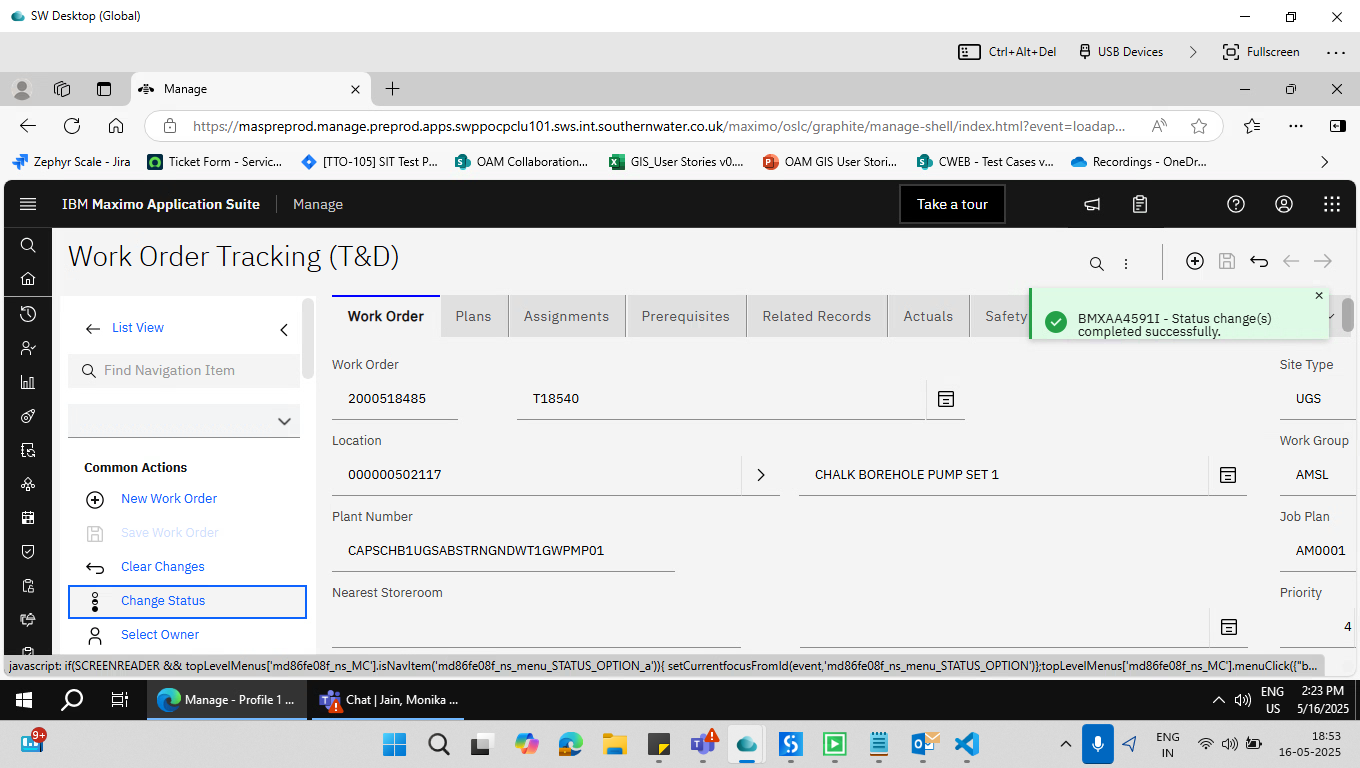 SW Desktop (Global)
Ctrl+Alt+Del
USB Devices
Fullscreen
Manage
https://maspreprod.manage.preprod.apps.swppocpclu101.sws.int.southernwater.co.uk/maximo/oslc/graphite/manage-shell/index.html?event=loadap...
Zephyr Scale - Jira
Ticket Form - Servic...
[TTO-105] SIT Test P...
OAM Collaboration...
GIS_User Stories v0....
OAM GIS User Stori...
CWEB - Test Cases v...
Recordings - OneDr...
IBM Maximo Application Suite
Manage
Take a tour
Work Order Tracking (T&D)
List View
Find Navigation Item
Common Actions
New Work Order
Save Work Order
Clear Changes
Change Status
Select Owner
Work Order
Plans
Assignments
Prerequisites
Related Records
Actuals
Safety
BMXAA4591I - Status change(s)
completed successfully.
Work Order
2000518485
T18540
Site Type
UGS
Location
000000502117
CHALK BOREHOLE PUMP SET 1
Work Group
AMSL
Plant Number
CAPSCHB1UGSABSTRNGNDWT1GWPMP01
Job Plan
AM0001
Nearest Storeroom
Priority
4
javascript: if(SCREENREADER && topLevelMenus['md86fe08f_ns_MC'].isNavItem('md86fe08f_ns_menu_STATUS_OPTION_a')){ setCurrentfocusFromId(event,'md86fe08f_ns_menu_STATUS_OPTION')};topLevelMenus['md86fe08f_ns_MC'].menuClick({"b...
Manage - Profile 1 ...
Chat | Jain, Monika ...
ENG
US
2:23 PM
5/16/2025
9+
ENG
IN
18:53
16-05-2025